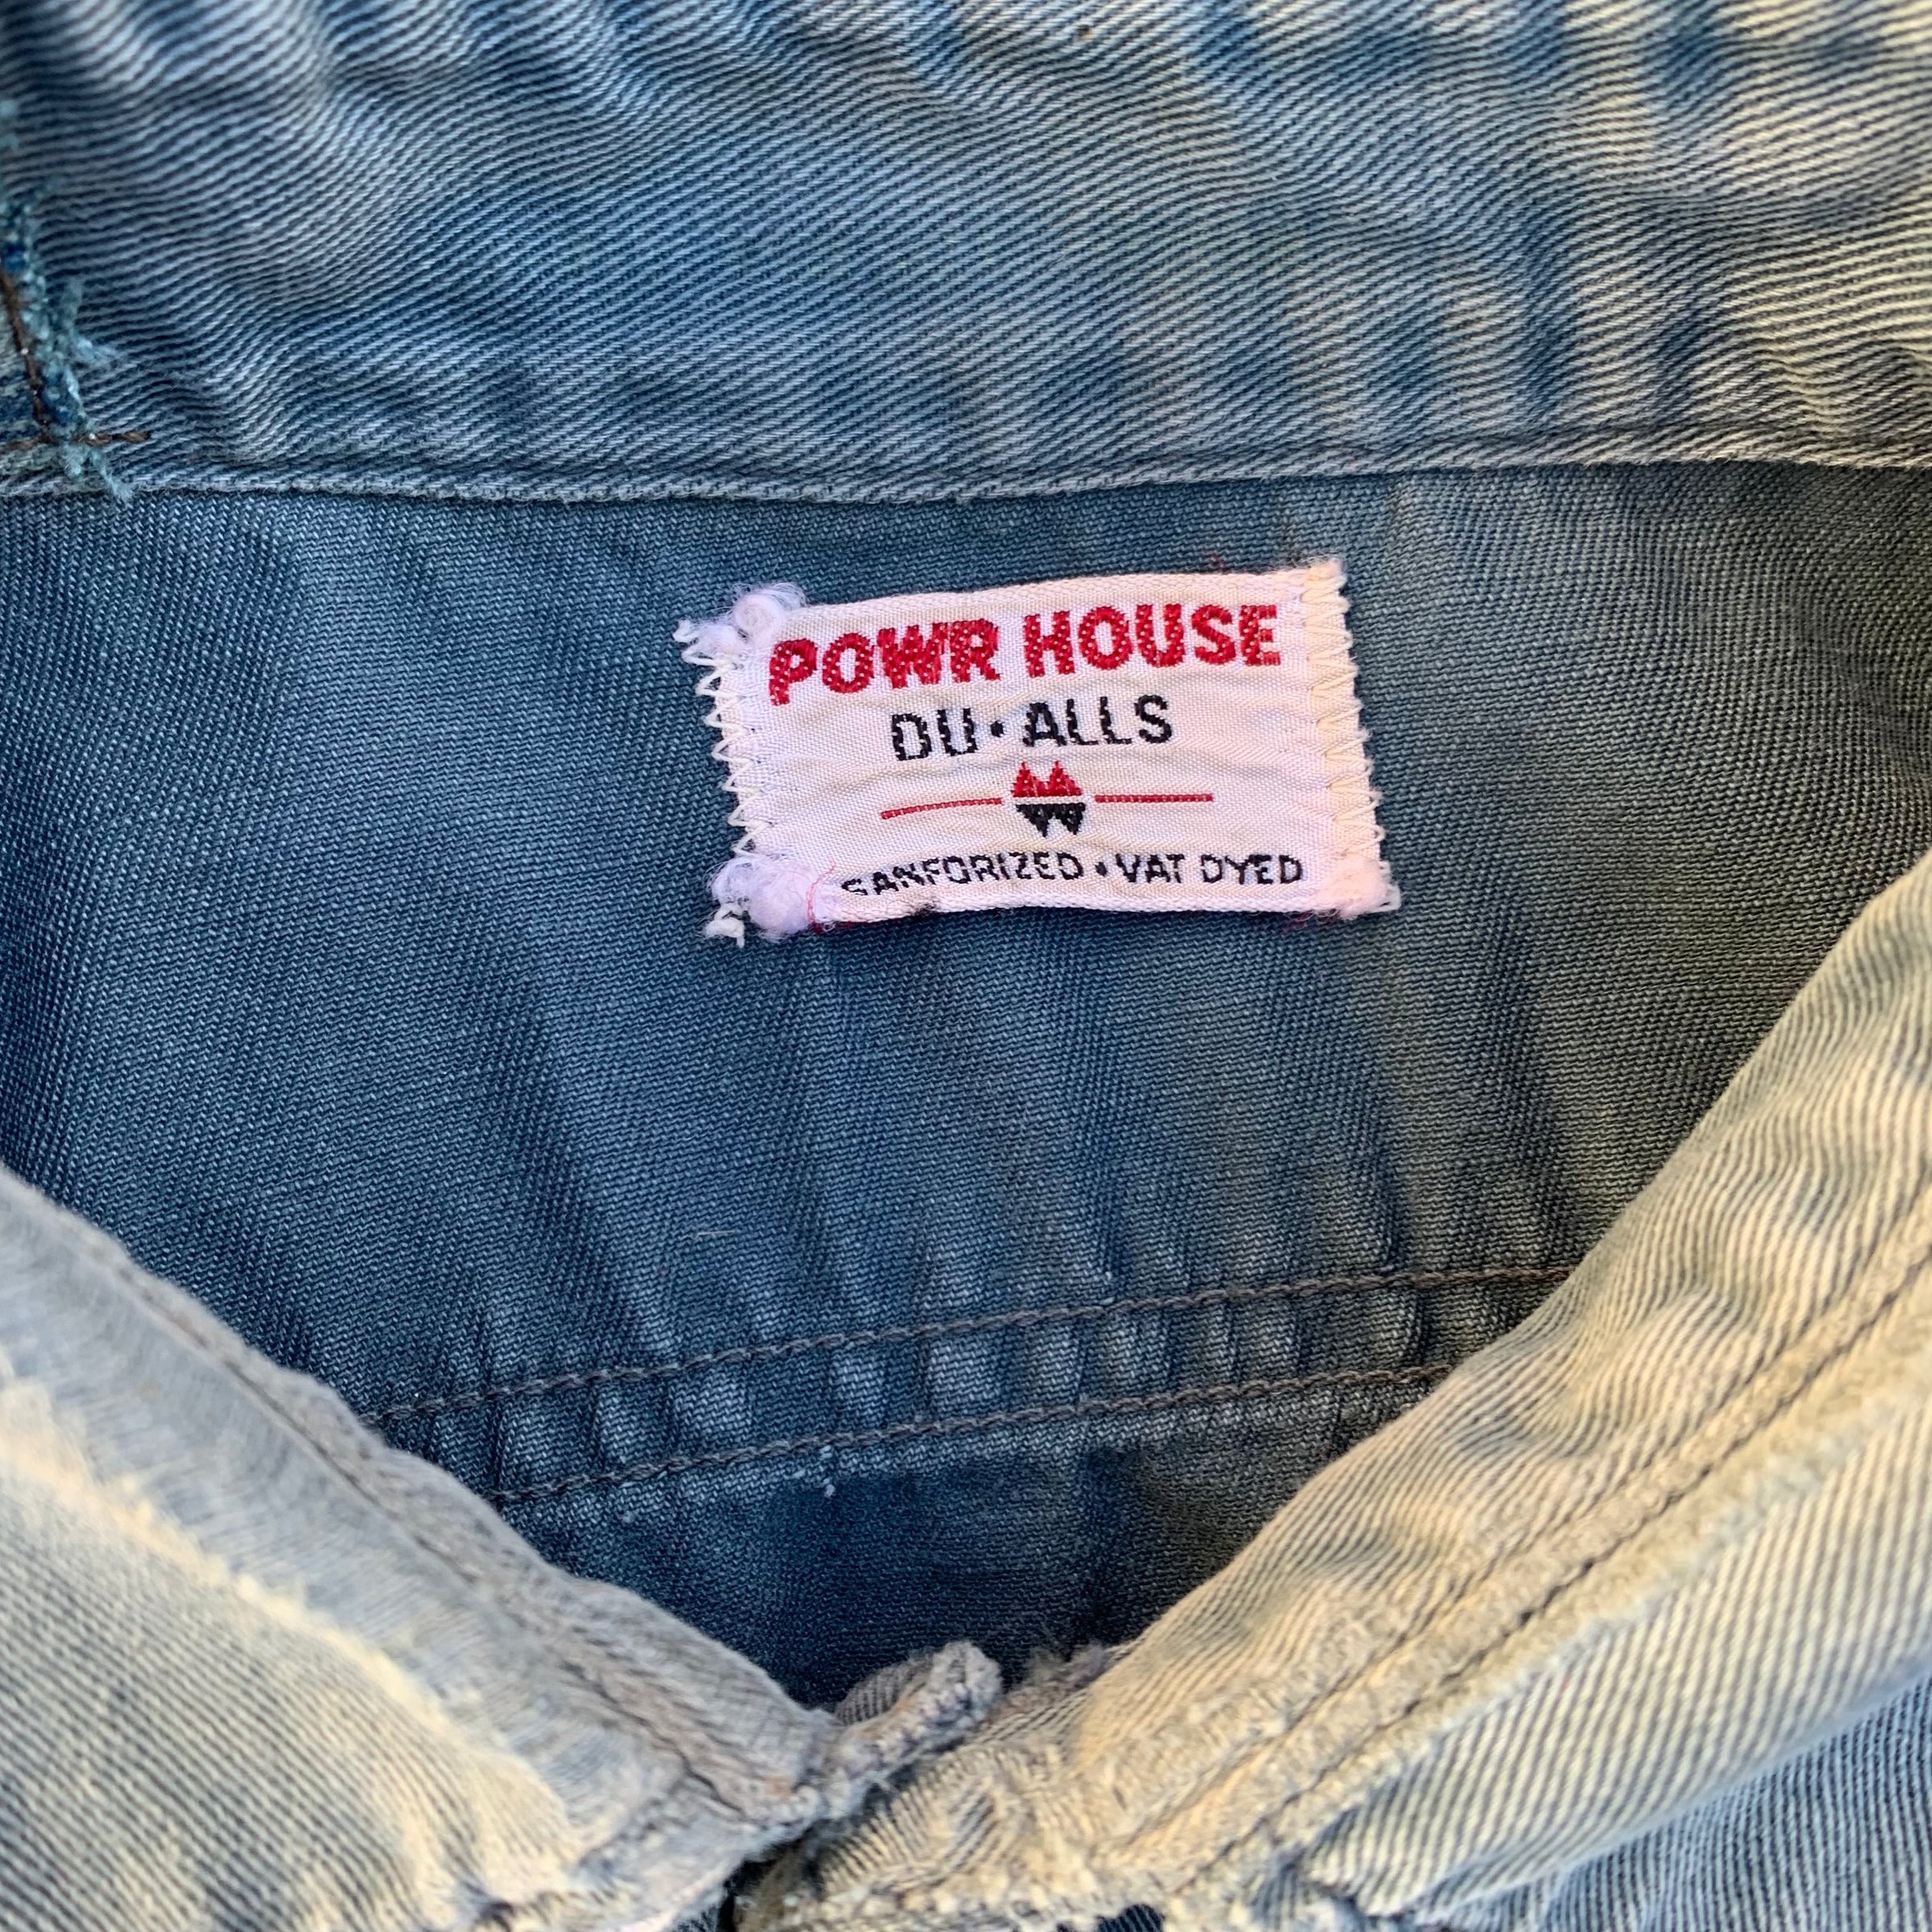 POWR HOUSE
DU·ALLS
SANFORIZED·VAT DYED